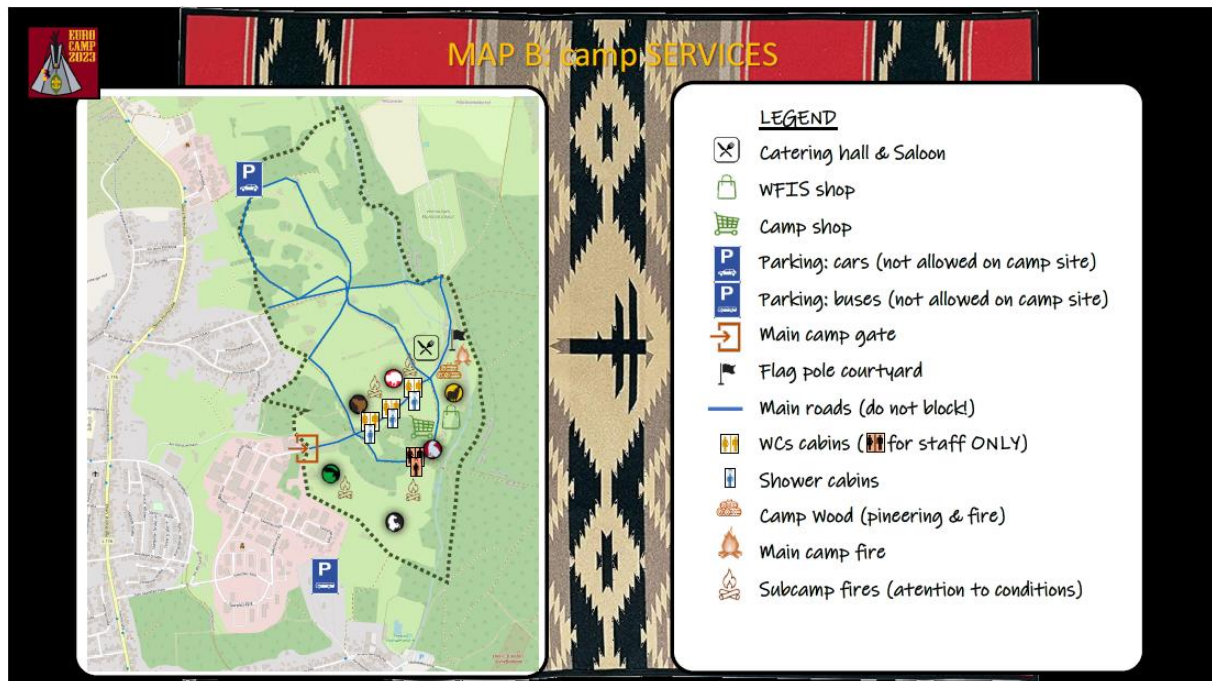 EURO
CAMP
2023
MAP B: camp SERVICES
P
P
L 776
L 776
LEGEND
Catering hall & Saloon
WFIS shop
Camp shop
P
Parking: cars (not allowed on camp site)
P
Parking: buses (not allowed on camp site)
Main camp gate
Flag pole courtyard
Main roads (do not block!)
WCs cabins ( for staff ONLY)
Shower cabins
Camp Wood (pineering & fire)
Main camp fire
Subcamp fires (atention to conditions)